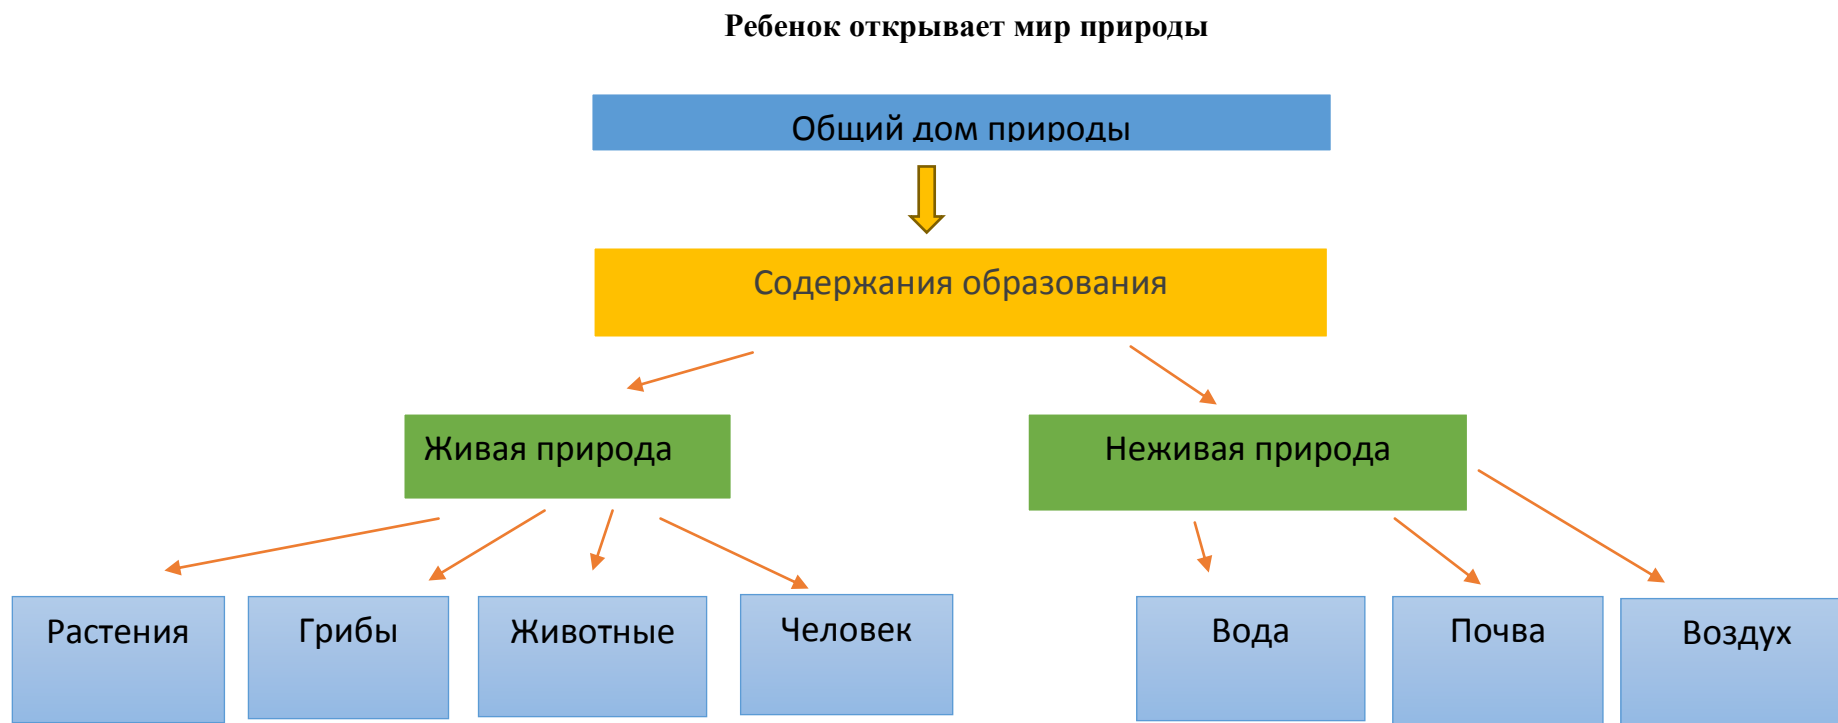 Ребенок открывает мир природы
Общий дом природы
Содержания образования
Живая природа
Неживая природа
Растения
Грибы
Животные
Человек
Вода
Почва
Воздух